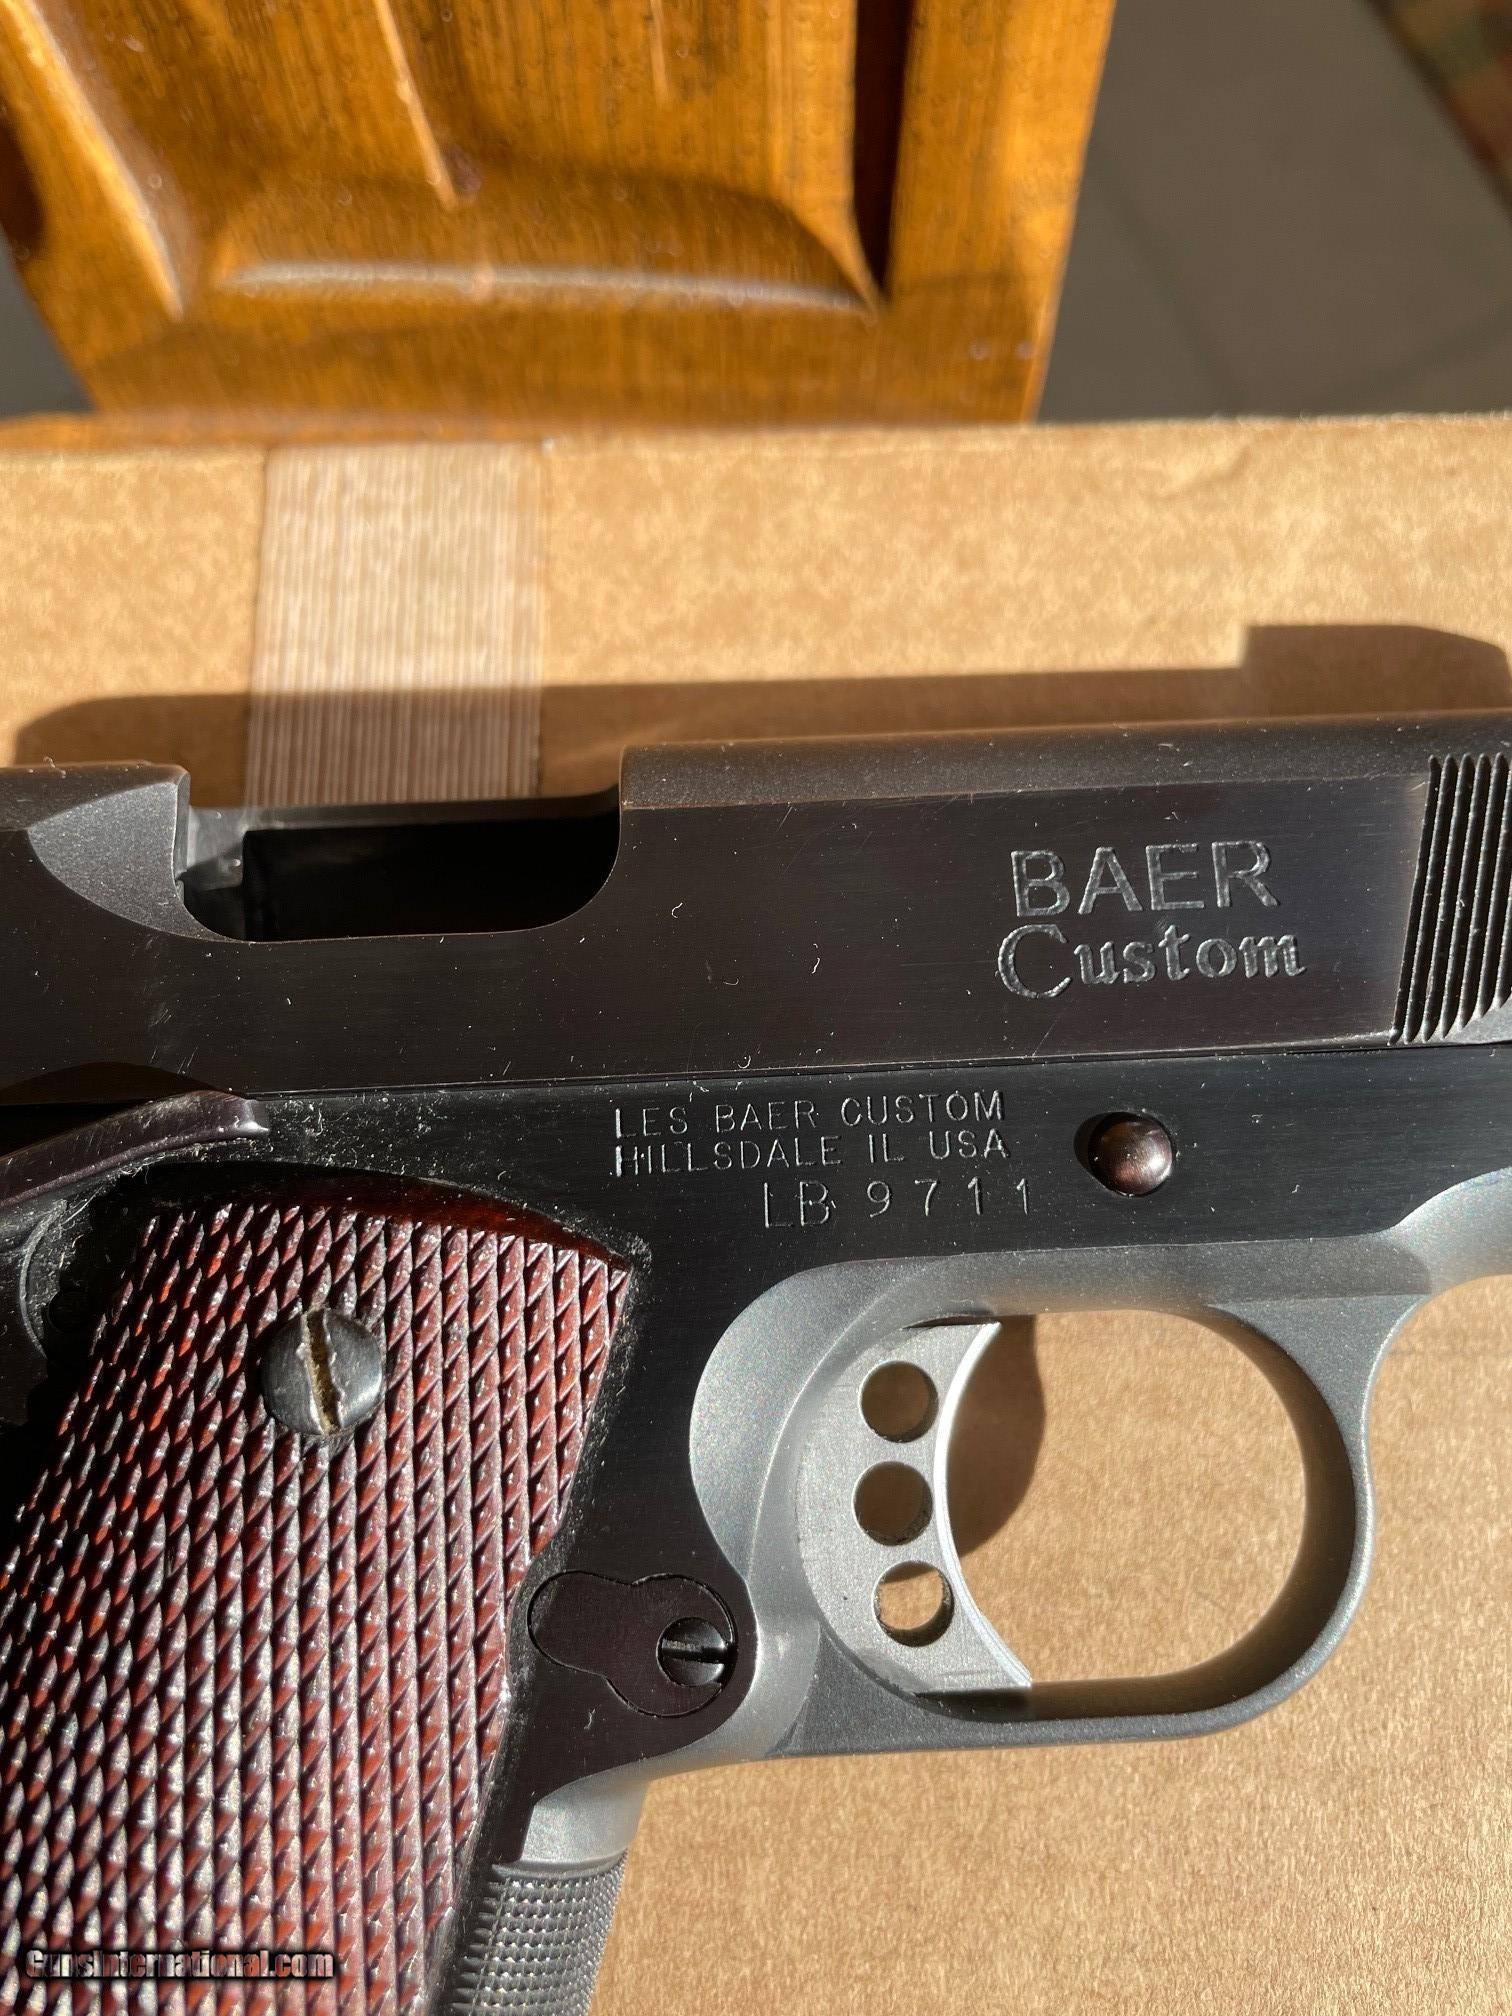 BAER
Custom
LES BAER CUSTOM
HILLSDALE IL USA
LB 9711
GunsInternational.com